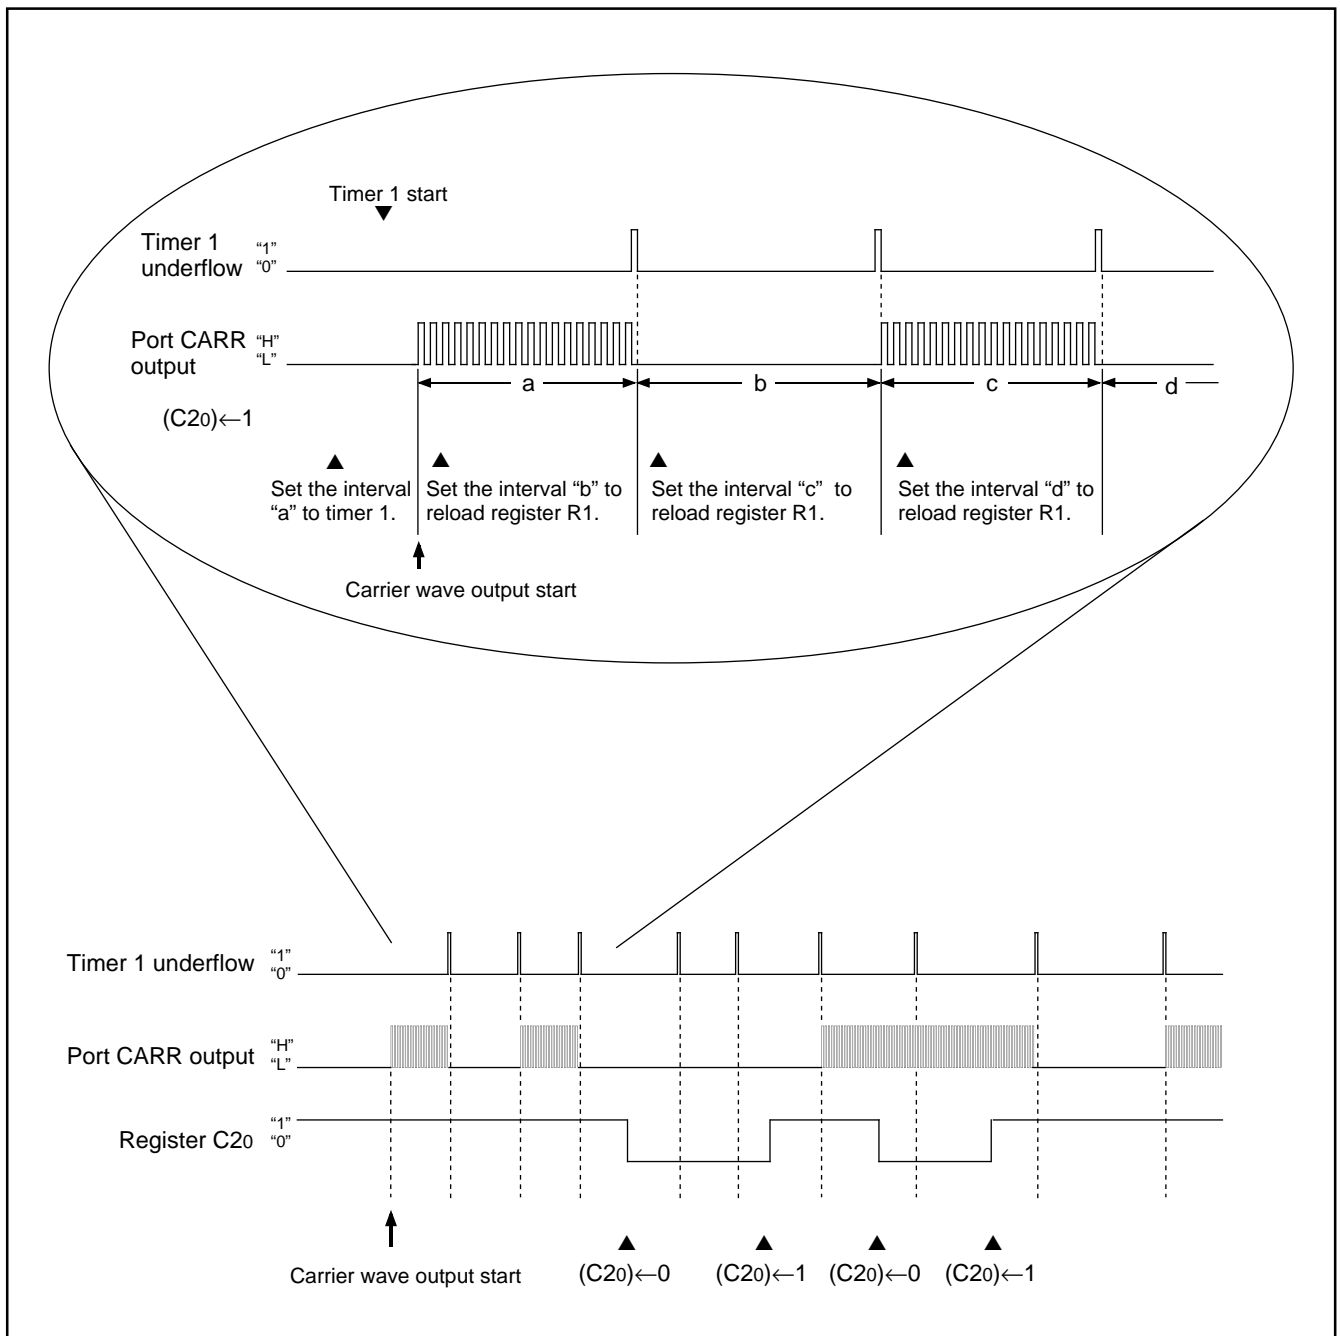 Timer 1 start
Timer 1
underflow
“1”
“0”
Port CARR
output
“H”
“L”
a
b
c
d
(C20)←1
Set the interval
“a” to timer 1.
Set the interval “b” to
reload register R1.
Set the interval “c” to
reload register R1.
Set the interval “d” to
reload register R1.
Carrier wave output start
Timer 1 underflow
“1”
“0”
Port CARR output
“H”
“L”
Register C20
“1”
“0”
Carrier wave output start
(C20)←0
(C20)←1
(C20)←0
(C20)←1